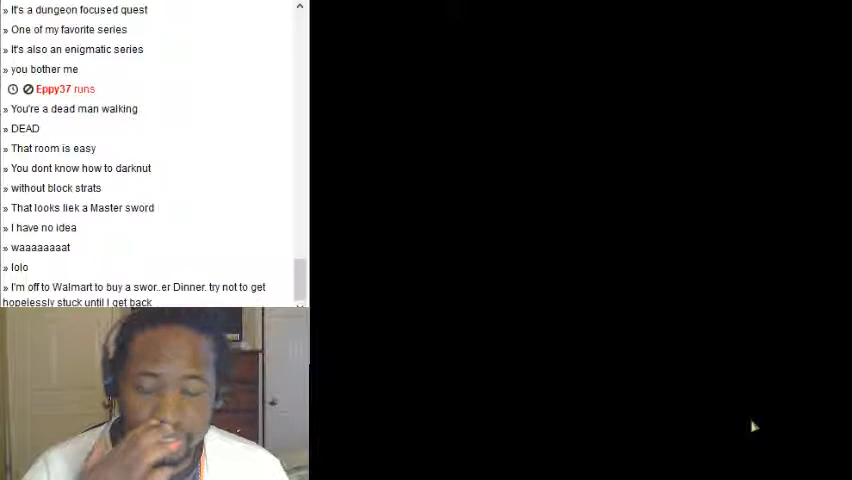 » It's a dungeon focused quest
» One of my favorite series
» It's also an enigmatic series
» you bother me
Eppy37 runs
» You're a dead man walking
» DEAD
» That room is easy
» You dont know how to darknut
» without block strats
» That looks liek a Master sword
» I have no idea
» waaaaaaat
» lolo
» I'm off to Walmart to buy a swor..er Dinner. try not to get
hopelessly stuck until I get back